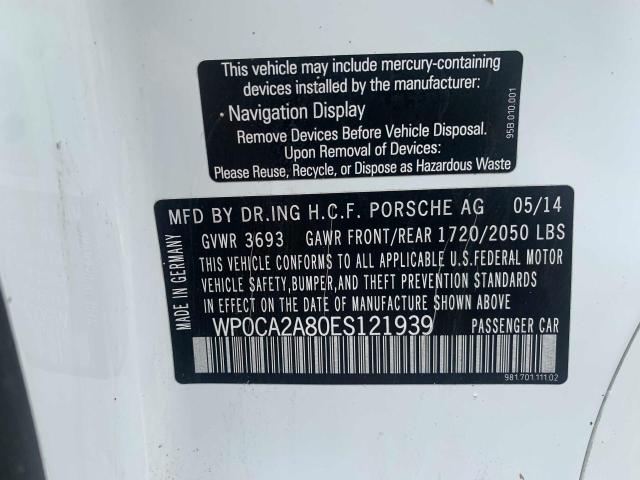 This vehicle may include mercury-containing
devices installed by the manufacturer:
• Navigation Display
Remove Devices Before Vehicle Disposal.
Upon Removal of Devices:
Please Reuse, Recycle, or Dispose as Hazardous Waste
95B.010.001
MFD BY DR.ING H.C.F. PORSCHE AG 05/14
GVWR 3693 GAWR FRONT/REAR 1720/2050 LBS
THIS VEHICLE CONFORMS TO ALL APPLICABLE U.S.FEDERAL MOTOR
VEHICLE SAFETY,BUMPER,AND THEFT PREVENTION STANDARDS
IN EFFECT ON THE DATE OF MANUFACTURE SHOWN ABOVE
WP0CA2A80ES121939 PASSENGER CAR
MADE IN GERMANY
981.701.111.02